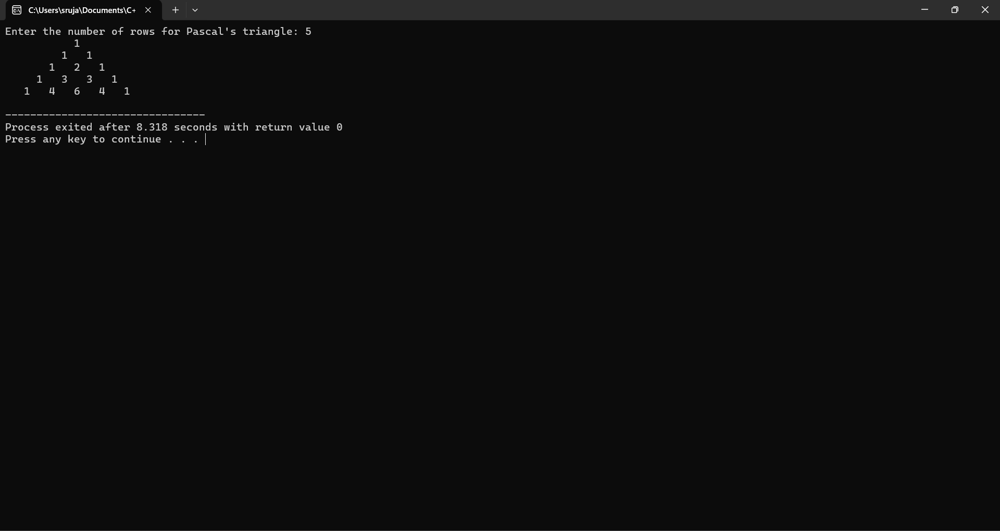 C:\Users\sruja\Documents\C+
Enter the number of rows for Pascal's triangle: 5
           1
         1   1
       1   2   1
     1   3   3   1
   1   4   6   4   1
--------------------------------
Process exited after 8.318 seconds with return value 0
Press any key to continue . . .